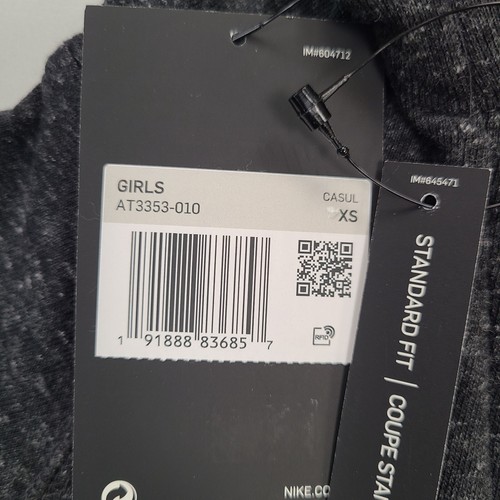 IM#604712
GIRLS
AT3353-010
CASUL
XS
1 91888 83685 7
RFID
NIKE.CO
IM#645471
STANDARD FIT | COUPE STA